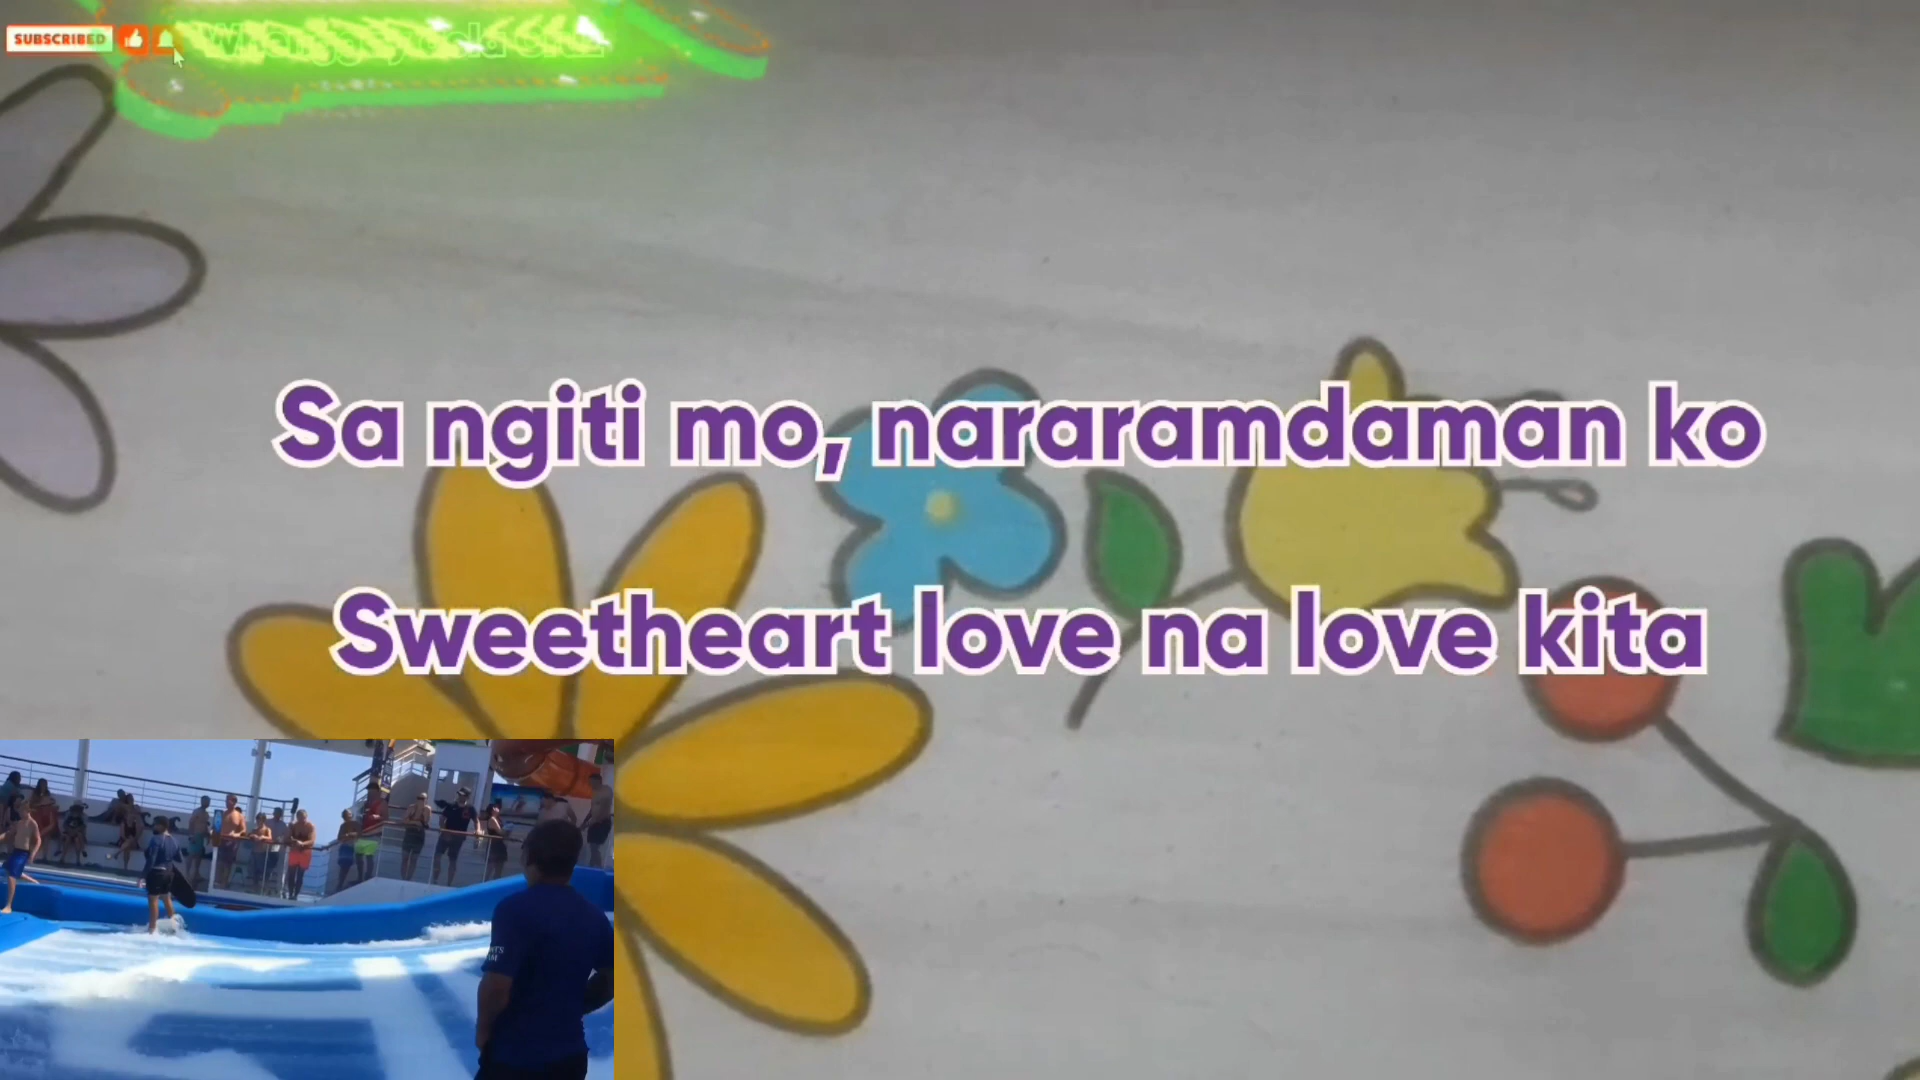 SUBSCRIBED
Sa ngiti mo, nararamdaman ko
Sweetheart love na love kita